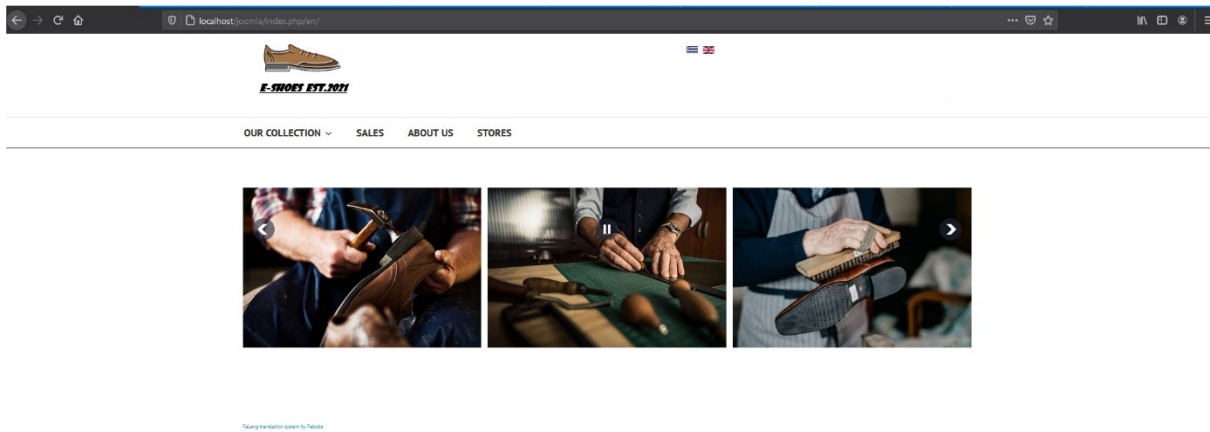 localhost/joomla/index.php/en/
E-SHOES EST.2021
OUR COLLECTION SALES ABOUT US STORES
FaLang translation system by Faboba